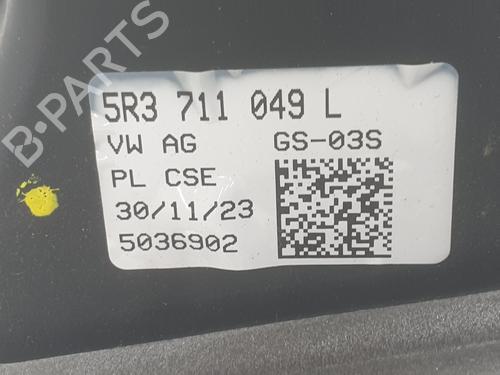 B-PARTS
5R3 711 049 L
VW AG GS-03S
PL CSE
30/11/23
5036902